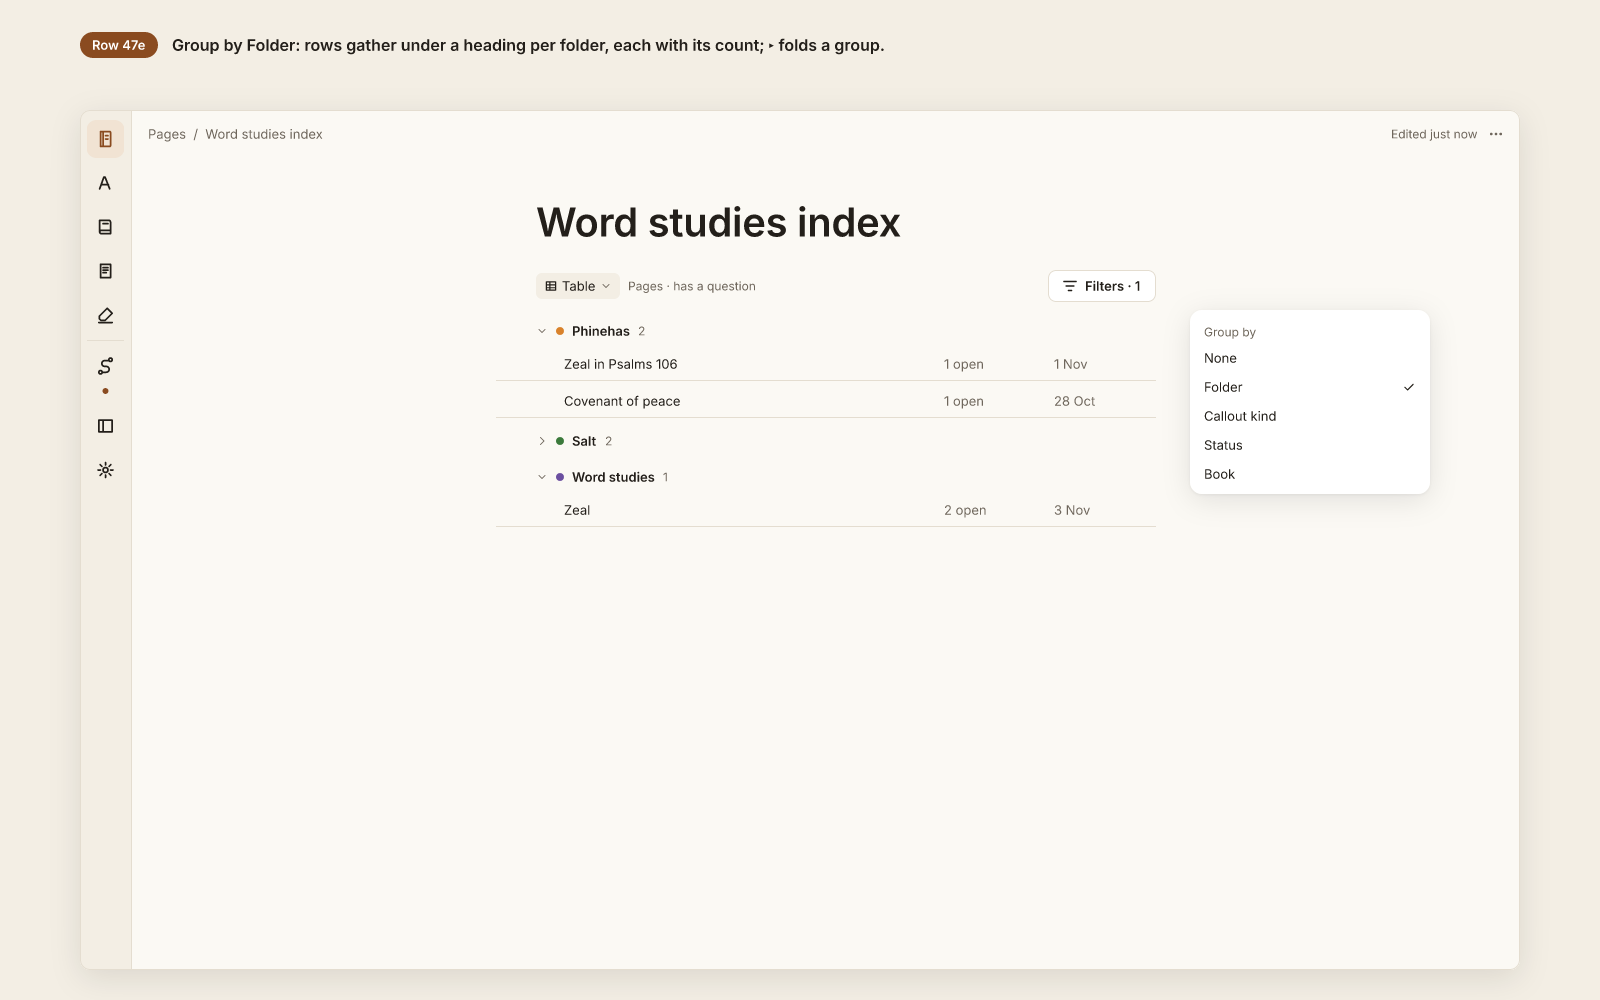 Row 47e
Group by Folder: rows gather under a heading per folder, each with its count; ▸ folds a group.
Pages / Word studies index
Edited just now
Word studies index
Table
Pages · has a question
Filters · 1
Phinehas 2
Zeal in Psalms 106 1 open 1 Nov
Covenant of peace 1 open 28 Oct
Salt 2
Word studies 1
Zeal 2 open 3 Nov
Group by
None
Folder
Callout kind
Status
Book